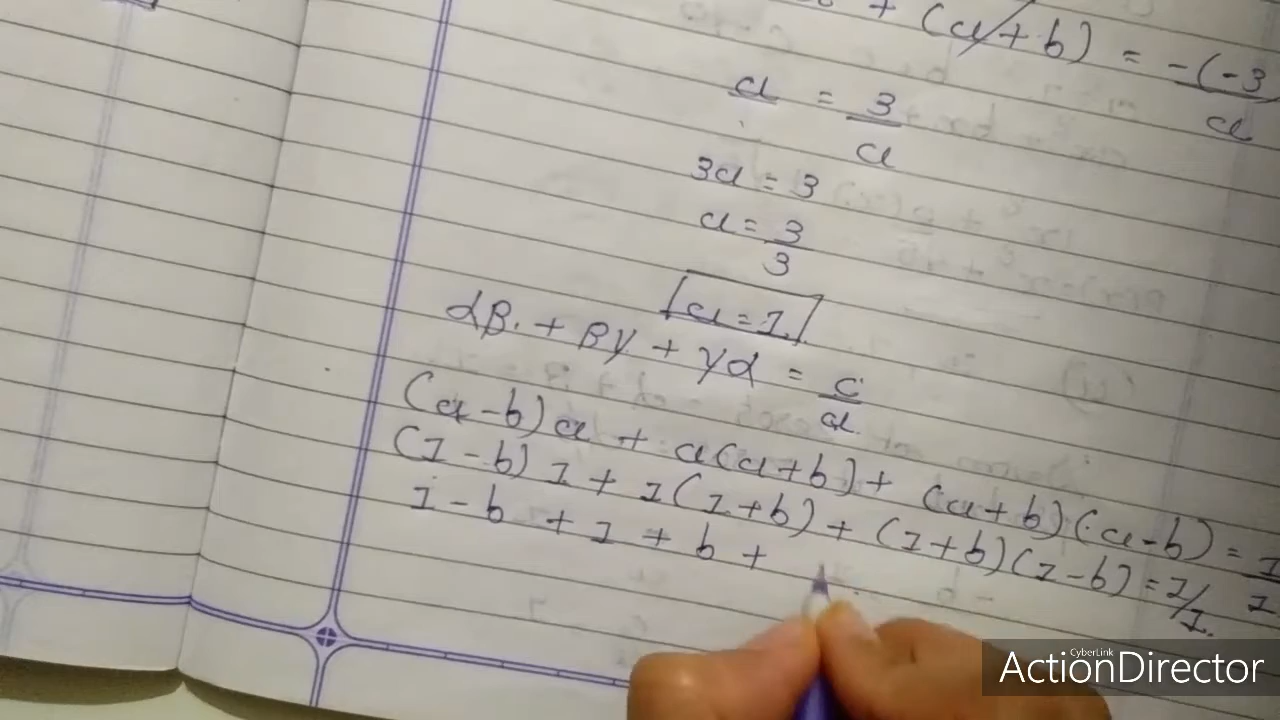 + (a+b) = -(-3)/a
a = 3/a
3a = 3
a = 3/3
a = 1
αβ + βγ + γα = c/a
(a-b)a + a(a+b) + (a+b)(a-b) = 1/1
(1-b)1 + 1(1+b) + (1+b)(1-b) = 1/1.
1-b + 1 + b +
CyberLink
ActionDirector